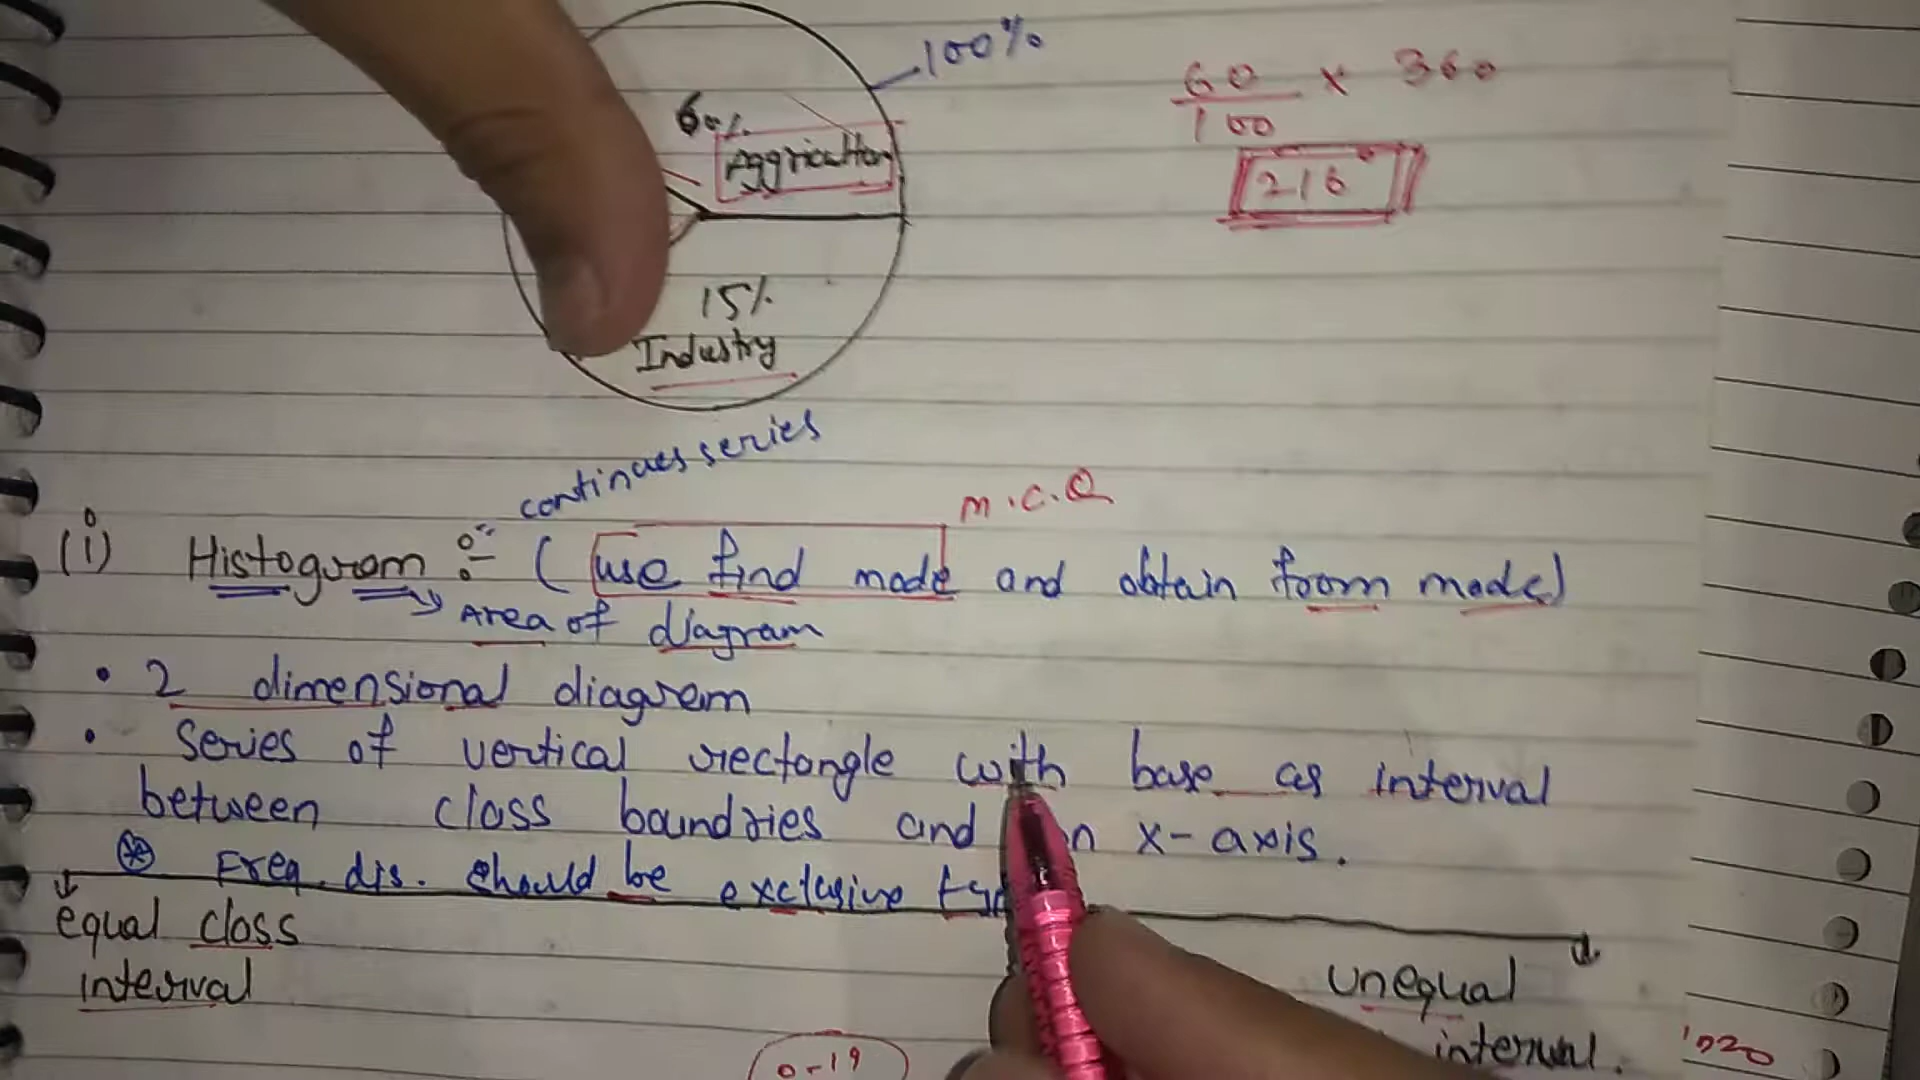 100%
60 x 360
100
216
60%
Aggriculture
15%
Industry
continues series
m.c.Q
(i) Histogram :- (use find mode and obtain from mode)
Area of diagram
• 2 dimensional diagram
• Series of vertical rectangle with base as interval
between class boundries and on x-axis.
Freq. dis. should be exclusive
equal class
interval
unequal
interval.
0-19